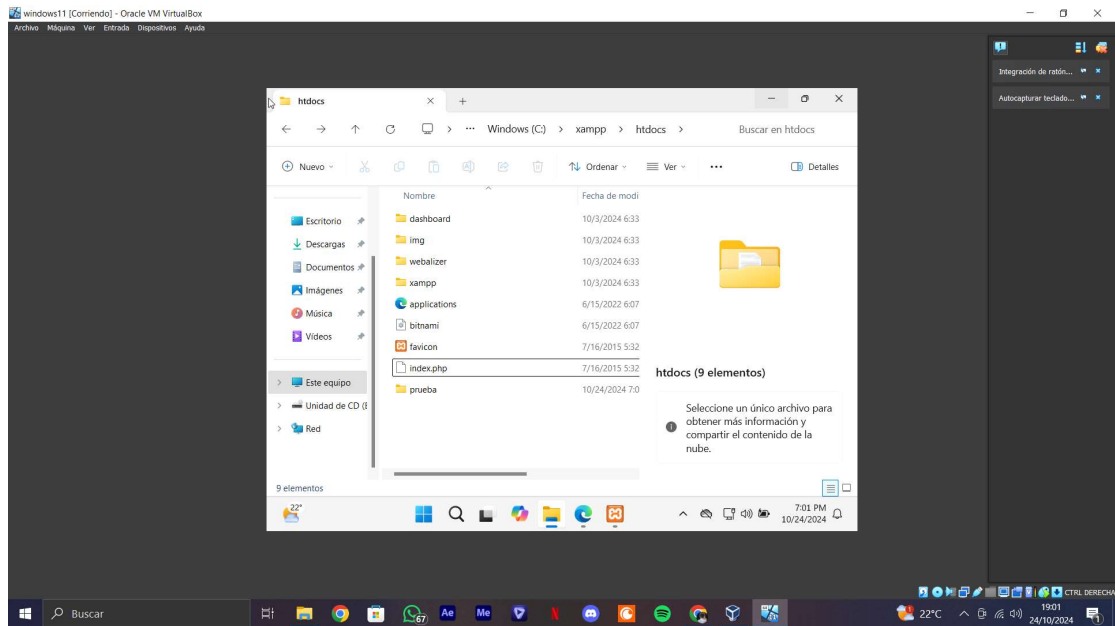 windows11 [Corriendo] - Oracle VM VirtualBox
Archivo Máquina Ver Entrada Dispositivos Ayuda
Integración de ratón...
Autocapturar teclado...
htdocs
Windows (C:) > xampp > htdocs >
Buscar en htdocs
Nuevo
Ordenar
Ver
Detalles
Nombre
Fecha de modi
Escritorio
Descargas
Documentos
Imágenes
Música
Vídeos
Este equipo
Unidad de CD (E
Red
dashboard 10/3/2024 6:33
img 10/3/2024 6:33
webalizer 10/3/2024 6:33
xampp 10/3/2024 6:33
applications 6/15/2022 6:07
bitnami 6/15/2022 6:07
favicon 7/16/2015 5:32
index.php 7/16/2015 5:32
prueba 10/24/2024 7:0
htdocs (9 elementos)
Seleccione un único archivo para
obtener más información y
compartir el contenido de la
nube.
9 elementos
22°
7:01 PM
10/24/2024
CTRL DERECHA
Buscar
67
Ae
Me
22°C
19:01
24/10/2024